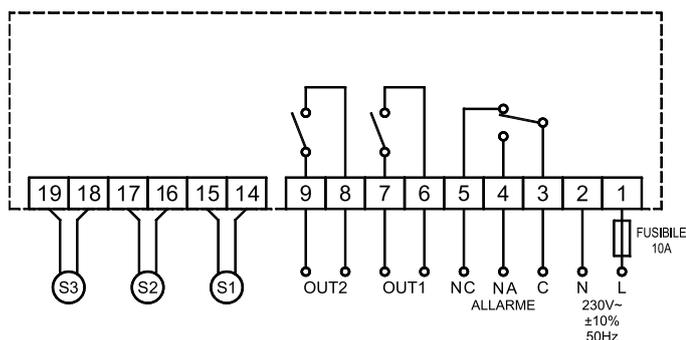 19 18 17 16 15 14 9 8 7 6 5 4 3 2 1
FUSIBILE
10A
S3 S2 S1 OUT2 OUT1 NC NA C N L
ALLARME
230V~
±10%
50Hz